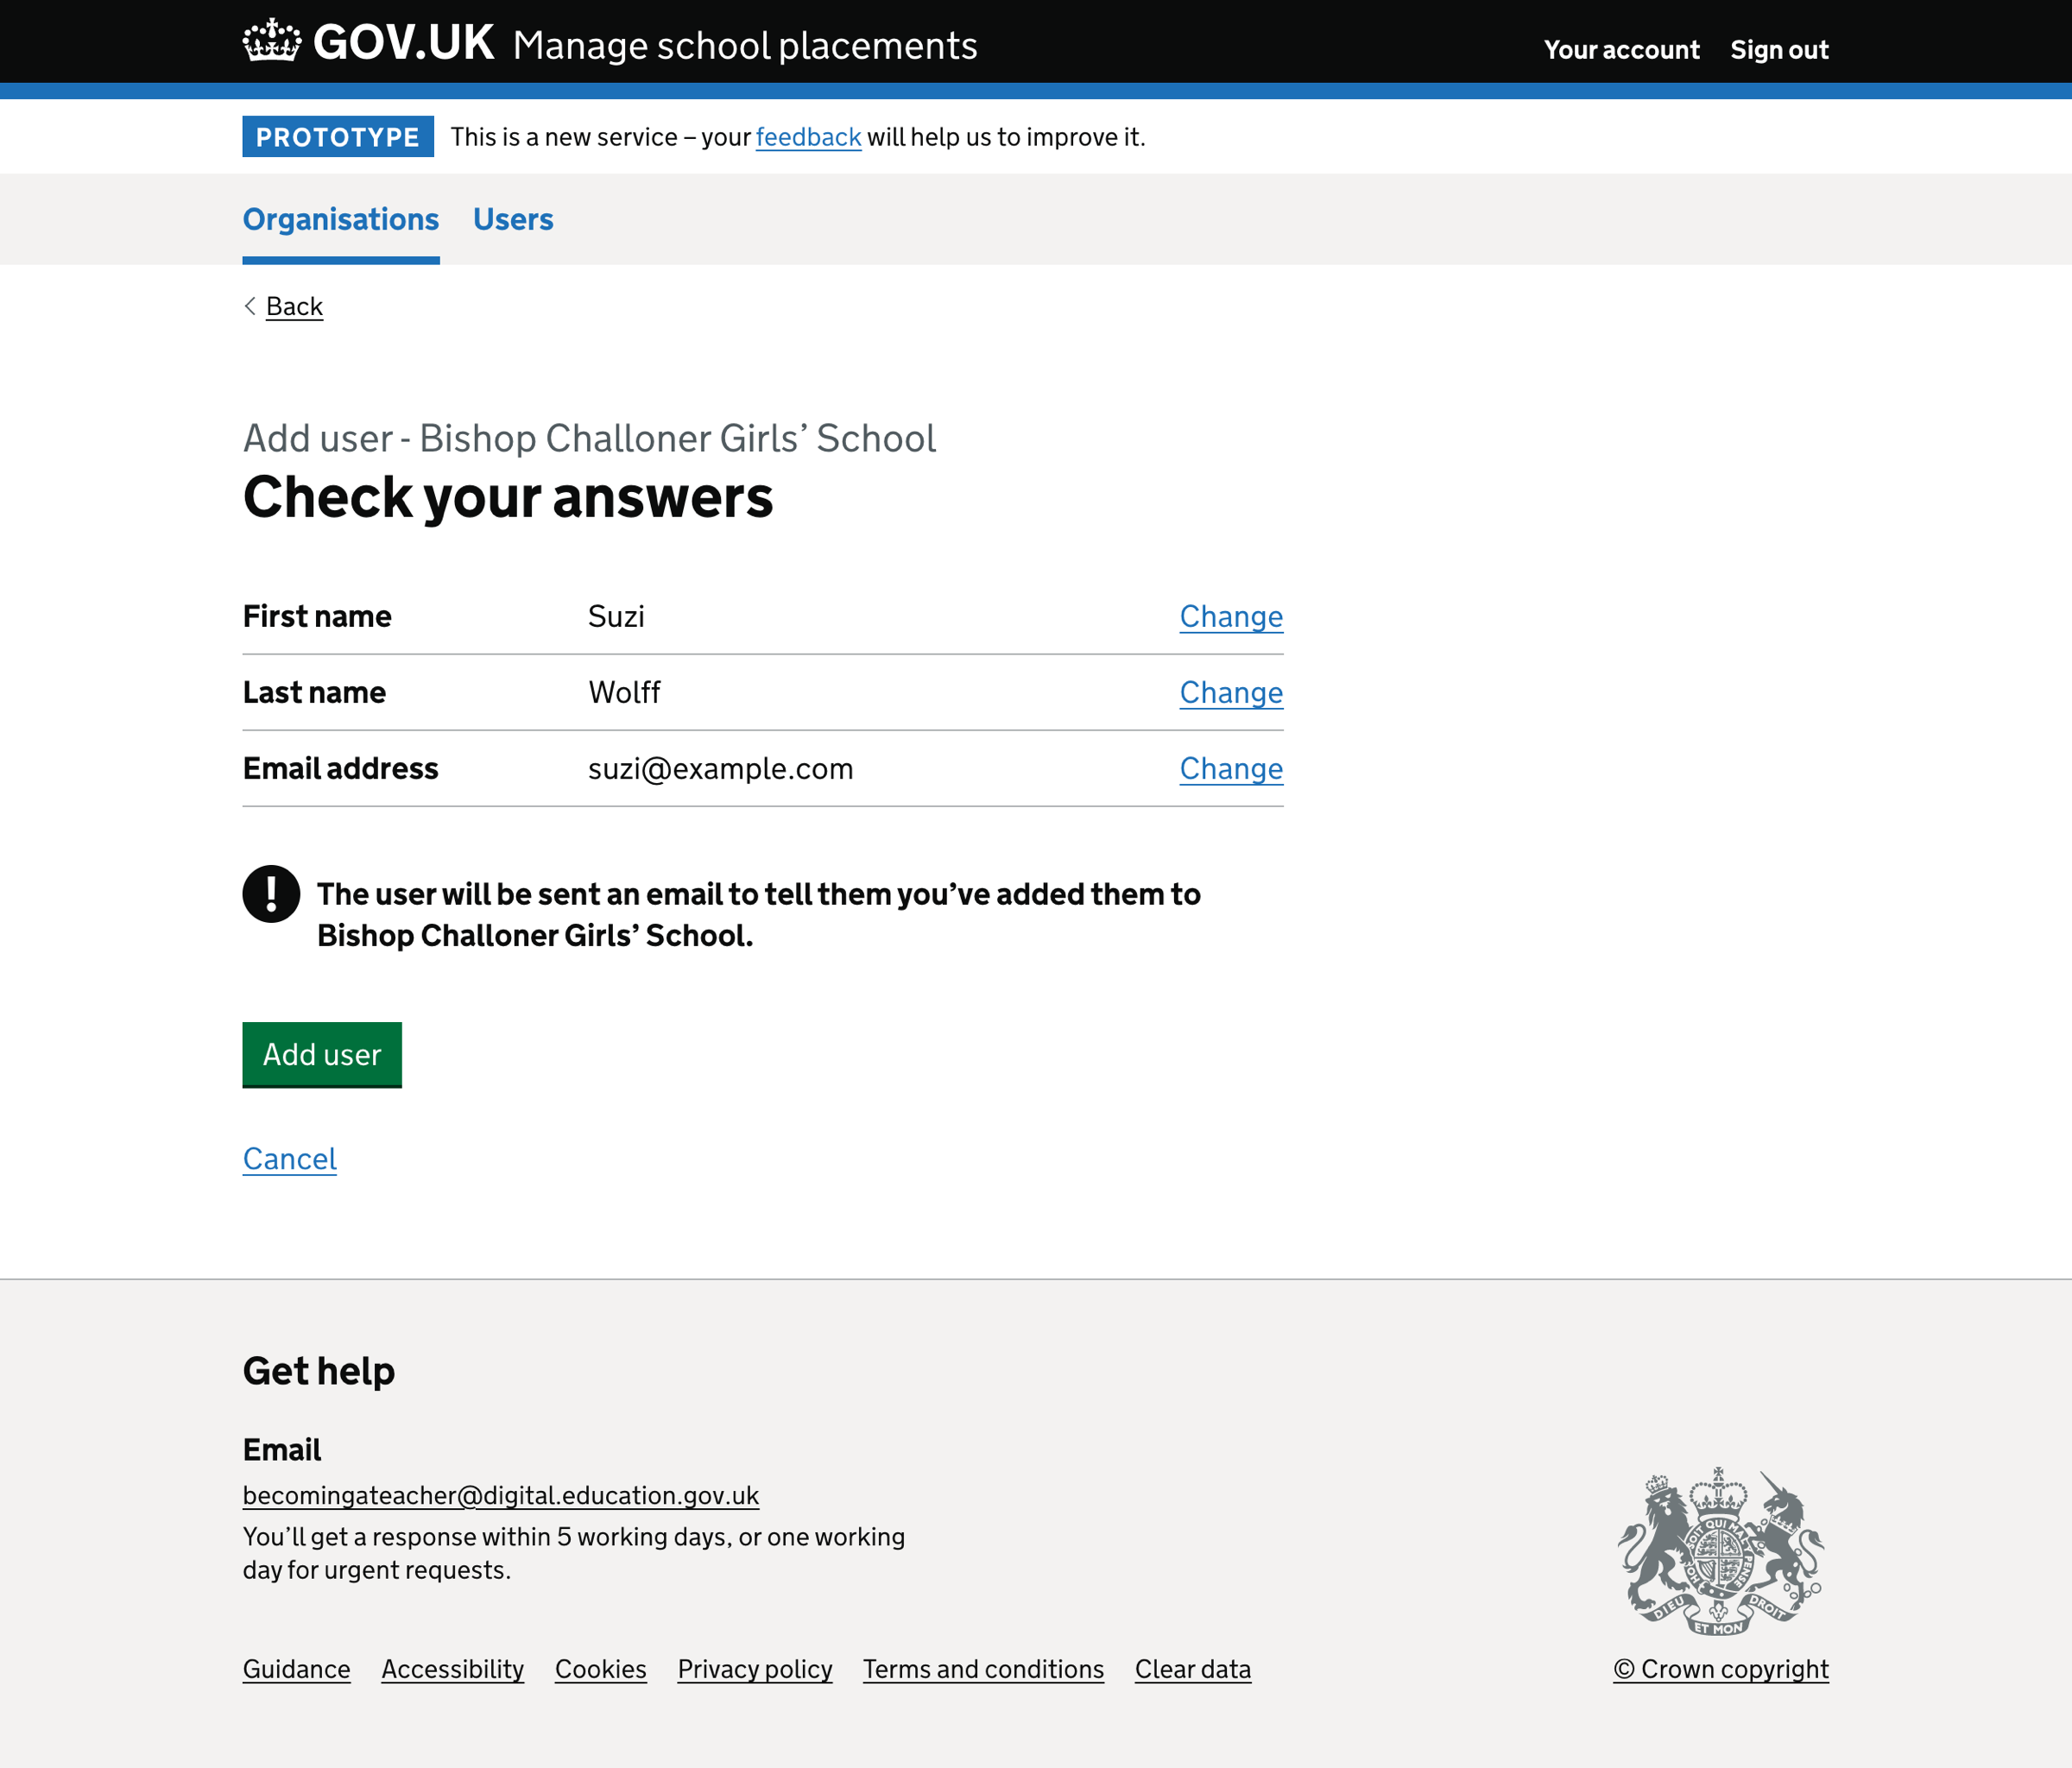 GOV.UK Manage school placements
Your account Sign out
PROTOTYPE This is a new service – your feedback will help us to improve it.
Organisations Users
Back
Add user - Bishop Challoner Girls’ School
Check your answers
First name Suzi Change
Last name Wolff Change
Email address suzi@example.com Change
! The user will be sent an email to tell them you’ve added them to
Bishop Challoner Girls’ School.
Add user
Cancel
Get help
Email
becomingateacher@digital.education.gov.uk
You’ll get a response within 5 working days, or one working
day for urgent requests.
SOIT QUI MAL Y PENSE
HON
DIEU ET MON DROIT
Guidance Accessibility Cookies Privacy policy Terms and conditions Clear data
© Crown copyright